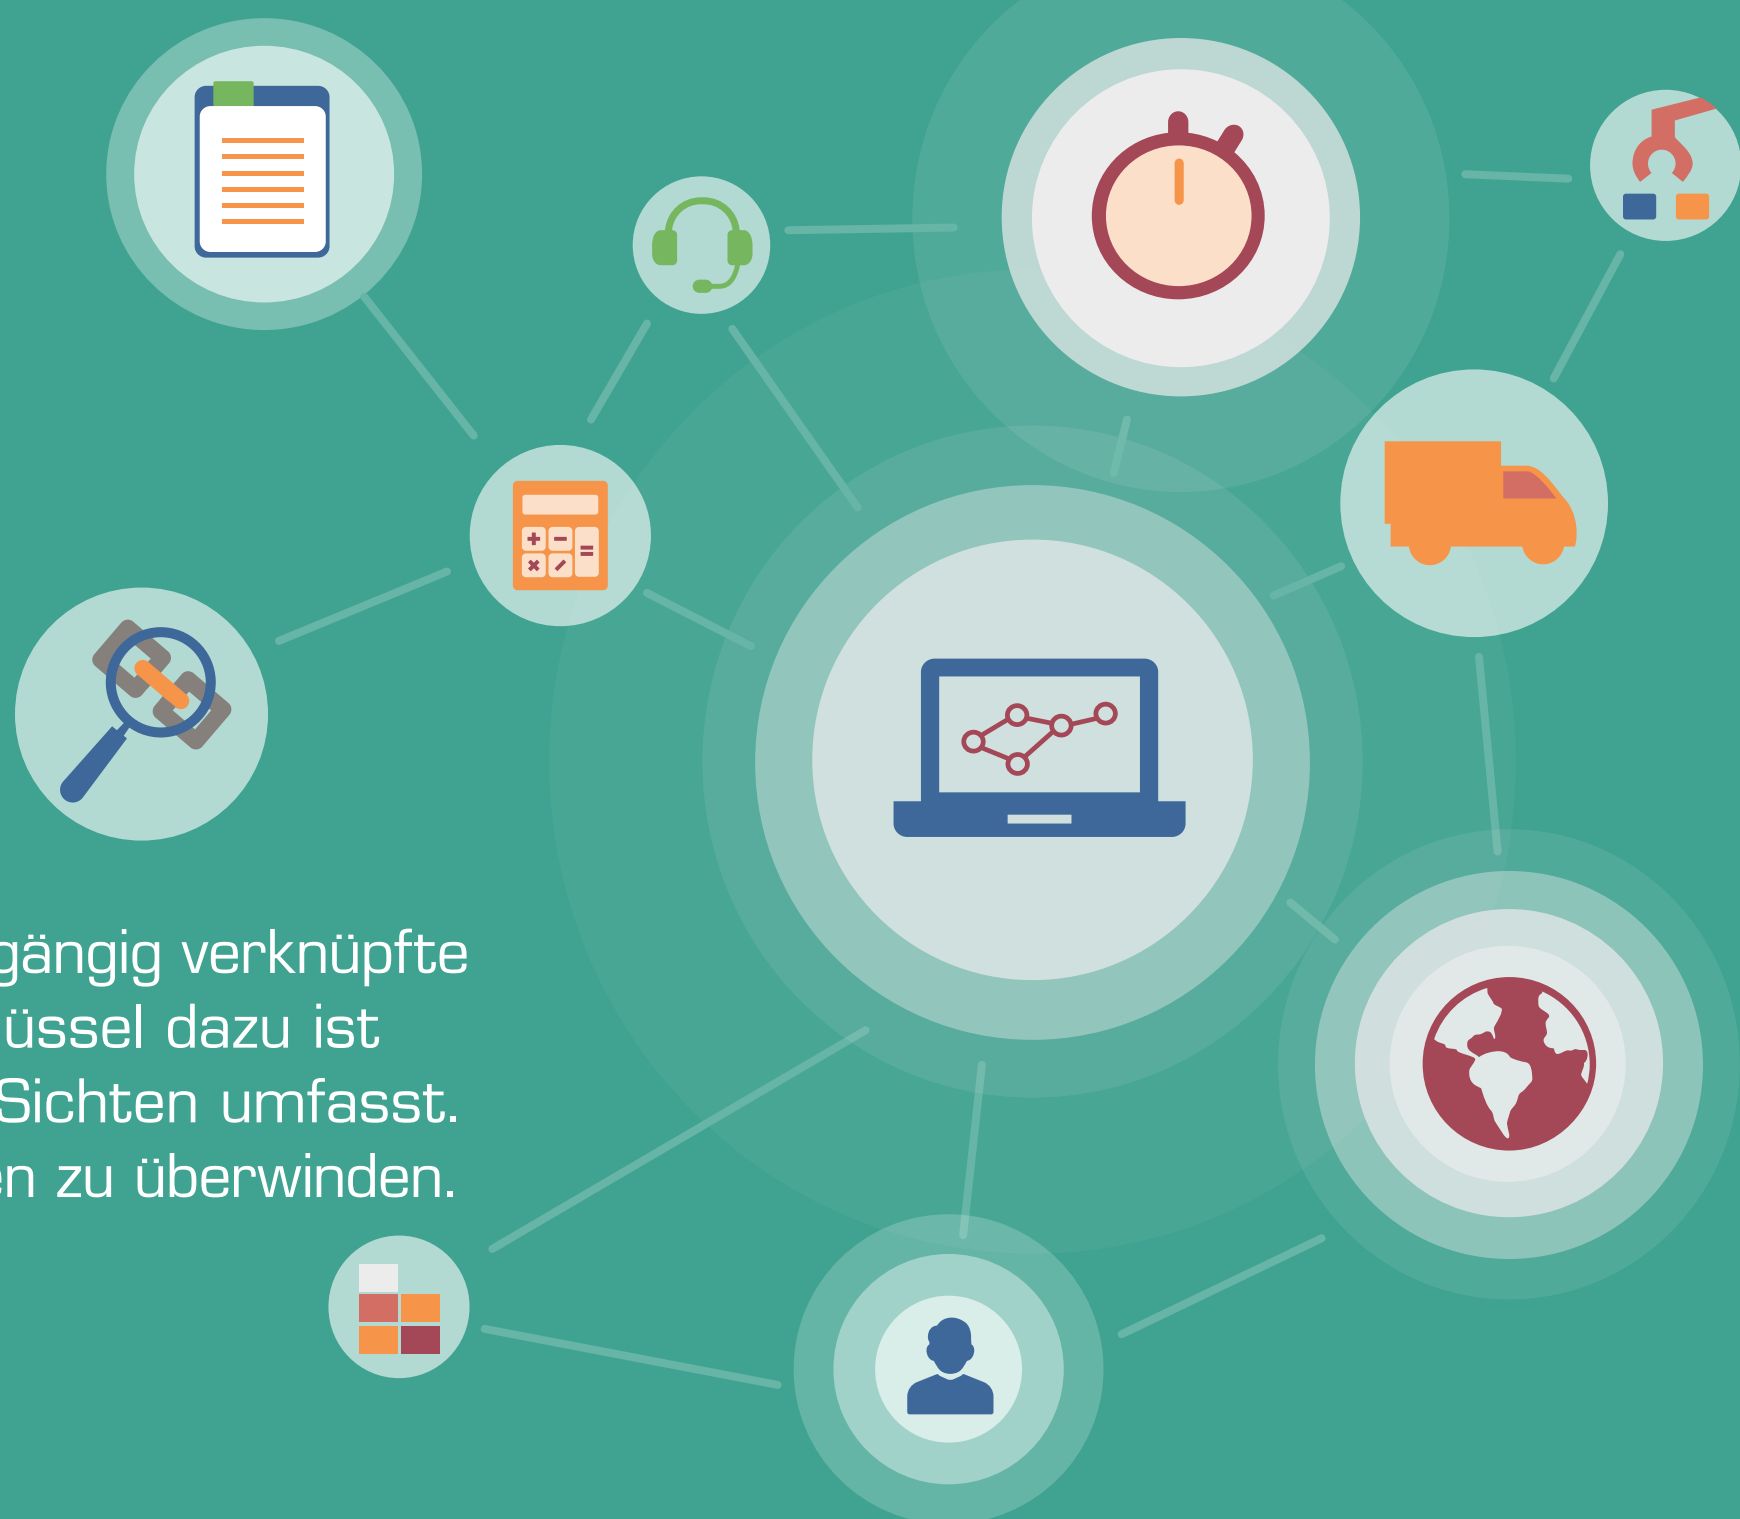 gängig verknüpfte
üssel dazu ist
Sichten umfasst.
en zu überwinden.